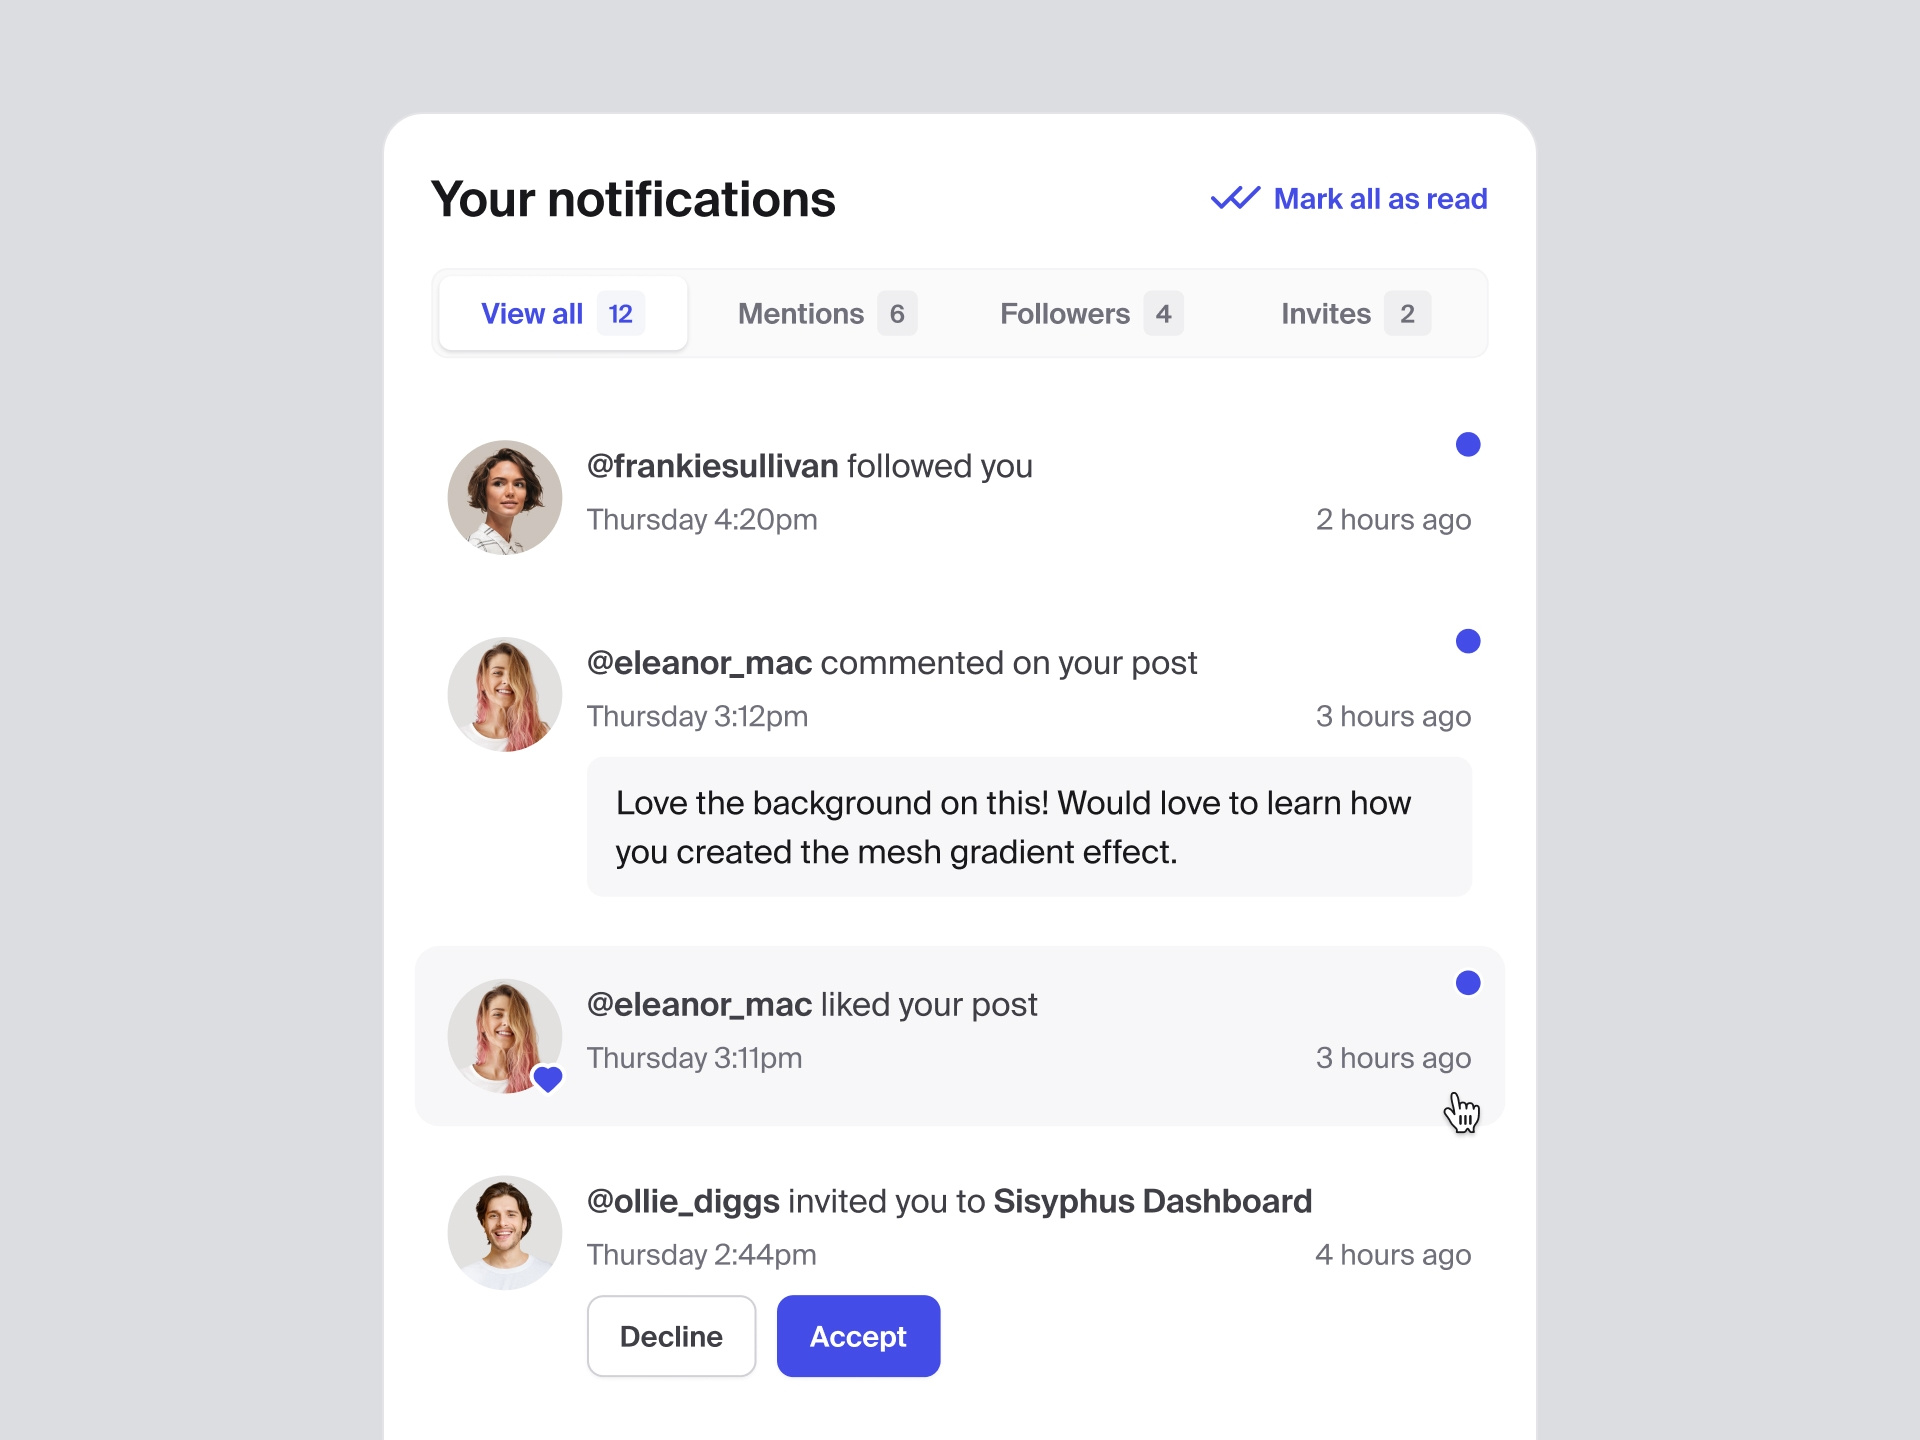 Your notifications
Mark all as read
View all 12
Mentions 6
Followers 4
Invites 2
@frankiesullivan followed you
Thursday 4:20pm
2 hours ago
@eleanor_mac commented on your post
Thursday 3:12pm
3 hours ago
Love the background on this! Would love to learn how
you created the mesh gradient effect.
@eleanor_mac liked your post
Thursday 3:11pm
3 hours ago
@ollie_diggs invited you to Sisyphus Dashboard
Thursday 2:44pm
4 hours ago
Decline
Accept